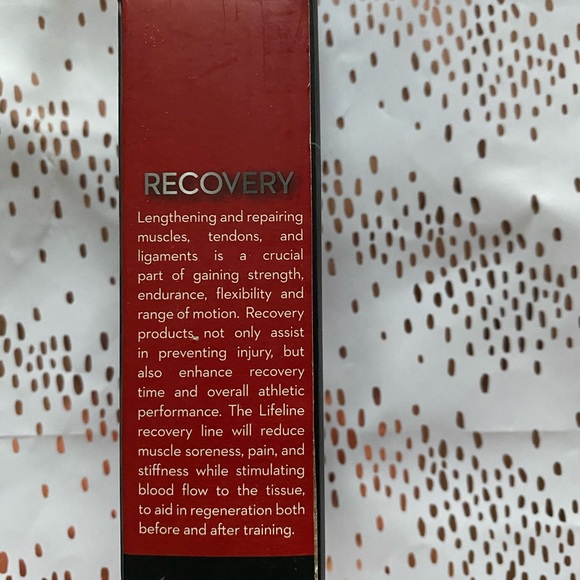 RECOVERY
Lengthening and repairing
muscles, tendons, and
ligaments is a crucial
part of gaining strength,
endurance, flexibility and
range of motion. Recovery
products not only assist
in preventing injury, but
also enhance recovery
time and overall athletic
performance. The Lifeline
recovery line will reduce
muscle soreness, pain, and
stiffness while stimulating
blood flow to the tissue,
to aid in regeneration both
before and after training.